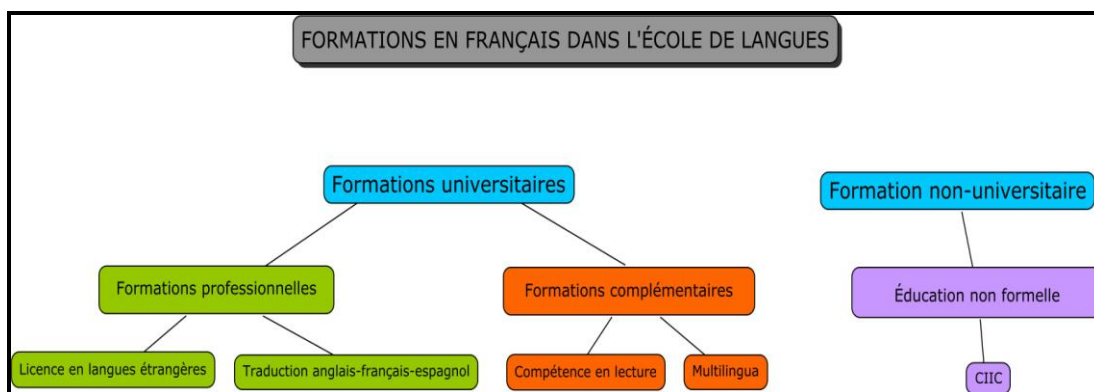 FORMATIONS EN FRANÇAIS DANS L'ÉCOLE DE LANGUES
Formations universitaires
Formation non-universitaire
Formations professionnelles
Formations complémentaires
Éducation non formelle
Licence en langues étrangères
Traduction anglais-français-espagnol
Compétence en lecture
Multilingua
CIIC